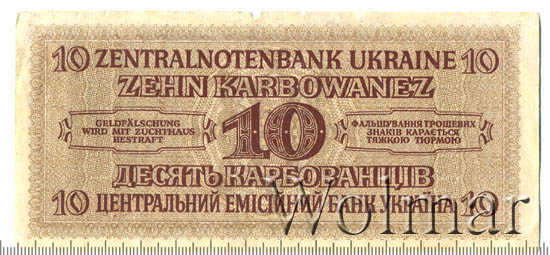 10 ZENTRALNOTENBANK UKRAINE 10
ZEHN KARBOWANEZ
GELDFÄLSCHUNG
WIRD MIT ZUCHTHAUS
BESTRAFT
10
ФАЛЬШУВАННЯ ГРОШЕВИХ
ЗНАКІВ КАРАЄТЬСЯ
ТЯЖКОЮ ТЮРМОЮ
ДЕСЯТЬ КАРБОВАНЦІВ
10 ЦЕНТРАЛЬНИЙ ЕМІСІЙНИЙ БАНК УКРАЇНА 10
Wolmar